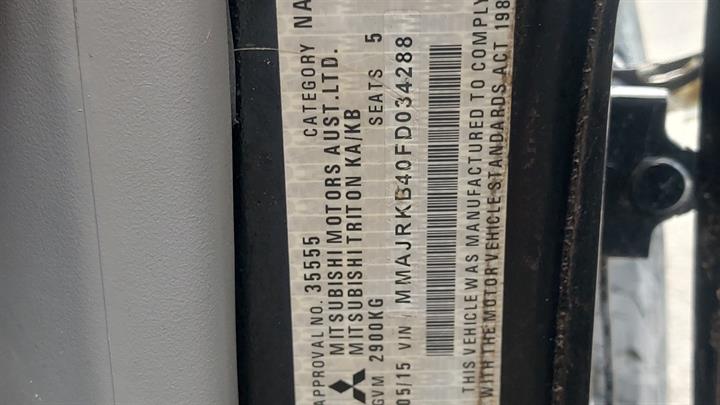 APPROVAL NO. 35555 CATEGORY NA
MITSUBISHI MOTORS AUST.LTD.
MITSUBISHI TRITON KA/KB
GVM 2900KG SEATS 5
05/15 VIN MMAJRKB40FD034288
THIS VEHICLE WAS MANUFACTURED TO COMPLY
WITH THE MOTOR VEHICLE STANDARDS ACT 198